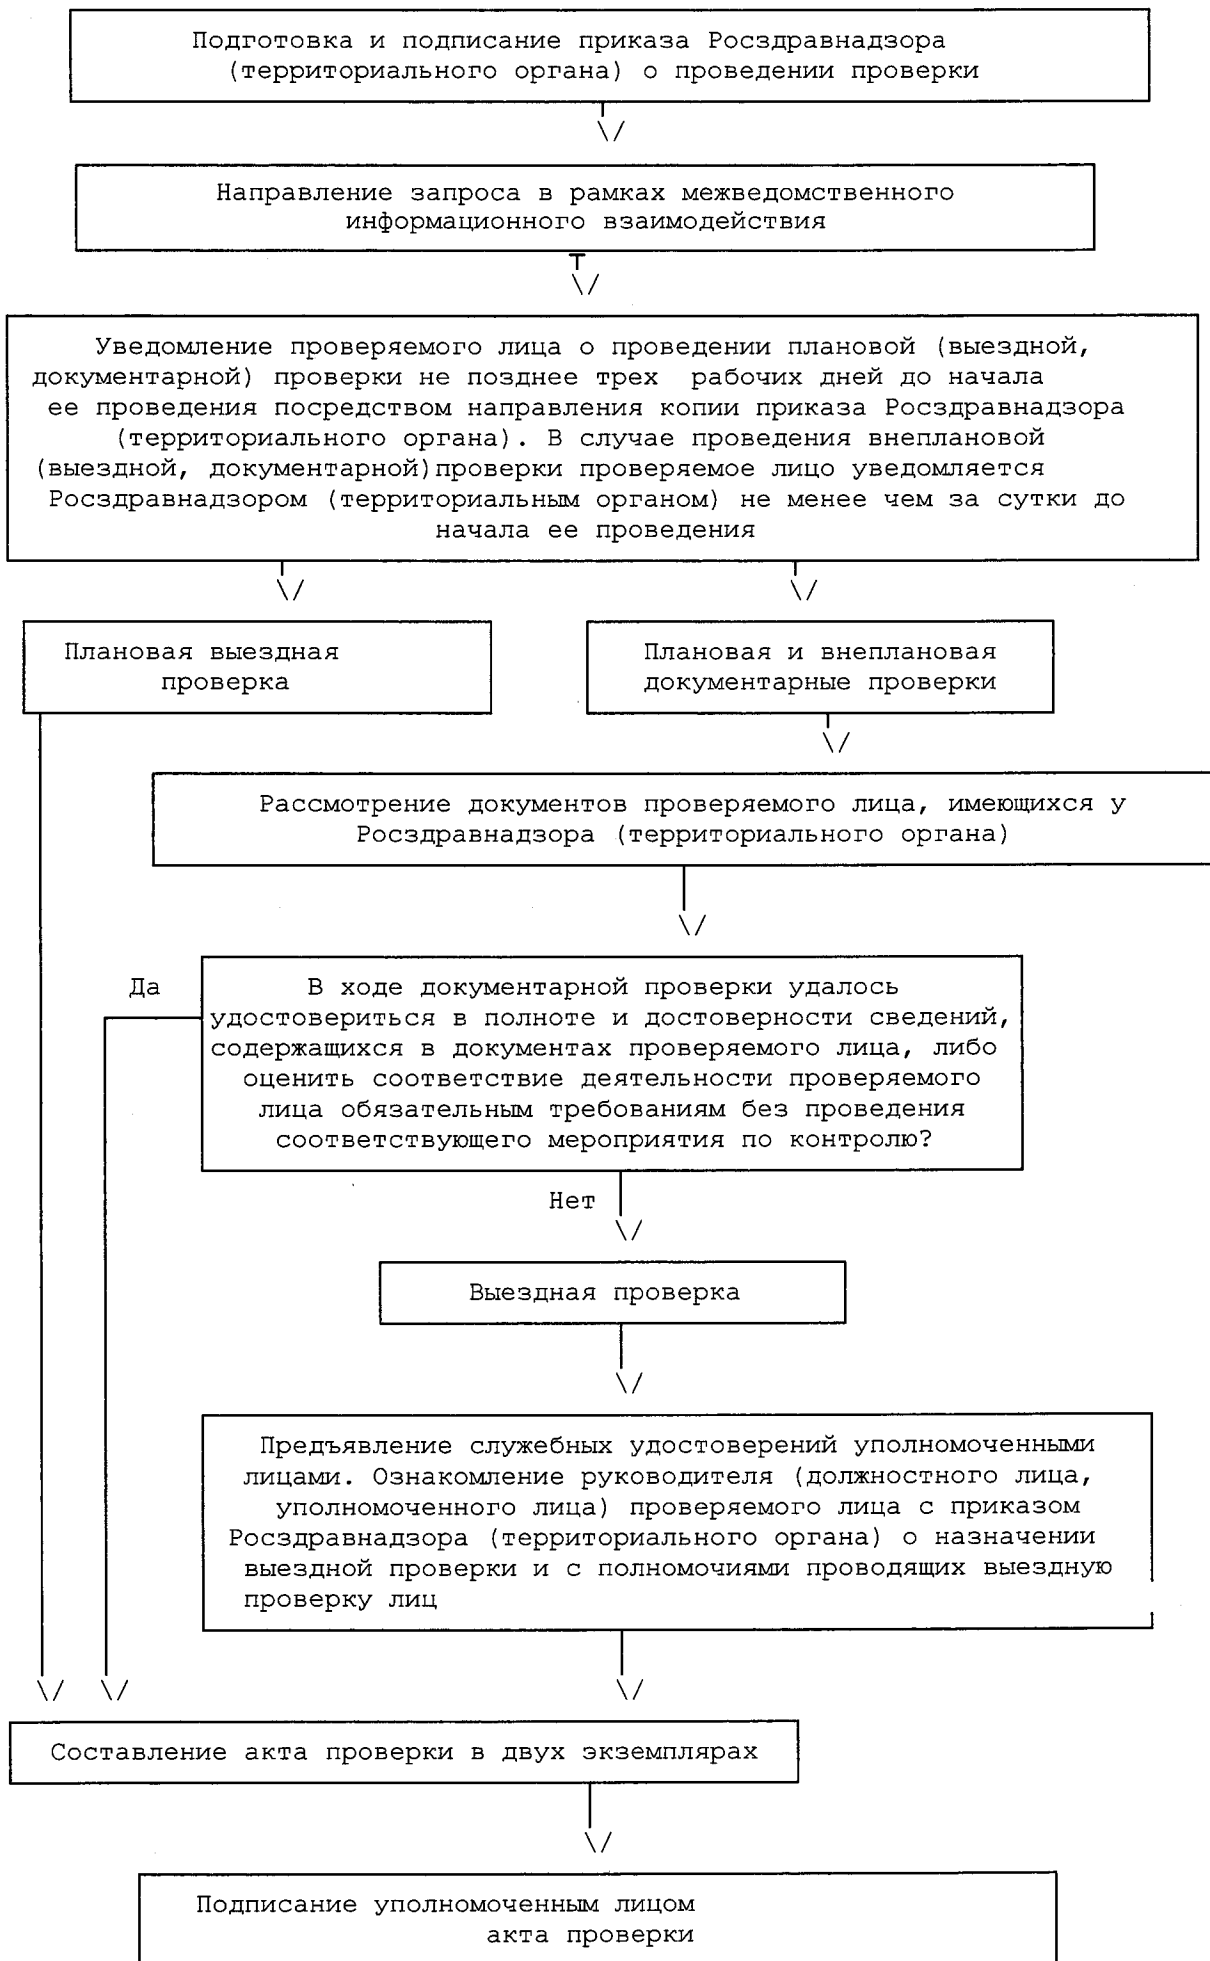 Подготовка и подписание приказа Росздравнадзора
(территориального органа) о проведении проверки
Направление запроса в рамках межведомственного
информационного взаимодействия
Уведомление проверяемого лица о проведении плановой (выездной,
документарной) проверки не позднее трех рабочих дней до начала
ее проведения посредством направления копии приказа Росздравнадзора
(территориального органа). В случае проведения внеплановой
(выездной, документарной)проверки проверяемое лицо уведомляется
Росздравнадзором (территориальным органом) не менее чем за сутки до
начала ее проведения
Плановая выездная
проверка
Плановая и внеплановая
документарные проверки
Рассмотрение документов проверяемого лица, имеющихся у
Росздравнадзора (территориального органа)
Да
В ходе документарной проверки удалось
удостовериться в полноте и достоверности сведений,
содержащихся в документах проверяемого лица, либо
оценить соответствие деятельности проверяемого
лица обязательным требованиям без проведения
соответствующего мероприятия по контролю?
Нет
Выездная проверка
Предъявление служебных удостоверений уполномоченными
лицами. Ознакомление руководителя (должностного лица,
уполномоченного лица) проверяемого лица с приказом
Росздравнадзора (территориального органа) о назначении
выездной проверки и с полномочиями проводящих выездную
проверку лиц
Составление акта проверки в двух экземплярах
Подписание уполномоченным лицом
акта проверки